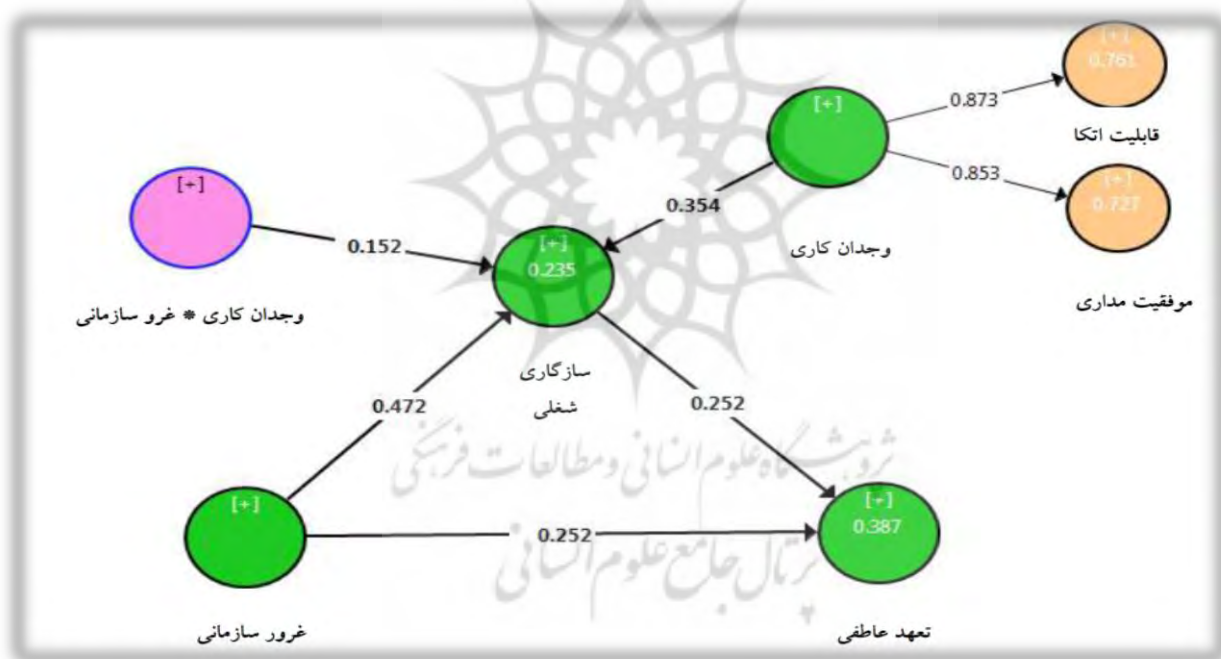 [+]
0.761
قابلیت اتکا
[+]
0.873
[+]
0.853
[+]
0.727
0.354
[+]
0.152
[+]
0.235
وجدان کاری
موفقیت مداری
وجدان کاری * غرو سازمانی
سازگاری
شغلی
0.472
0.252
پژوهشگاه علوم انسانی و مطالعات فرهنگی
[+]
[+]
0.387
0.252
پرتال جامع علوم انسانی
غرور سازمانی
تعهد عاطفی